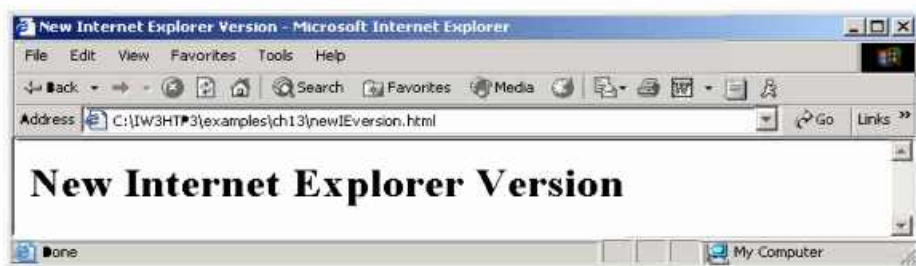 New Internet Explorer Version - Microsoft Internet Explorer
File Edit View Favorites Tools Help
Back Search Favorites Media
Address C:\IW3HTP3\examples\ch13\newIEversion.html Go Links »
New Internet Explorer Version
Done My Computer